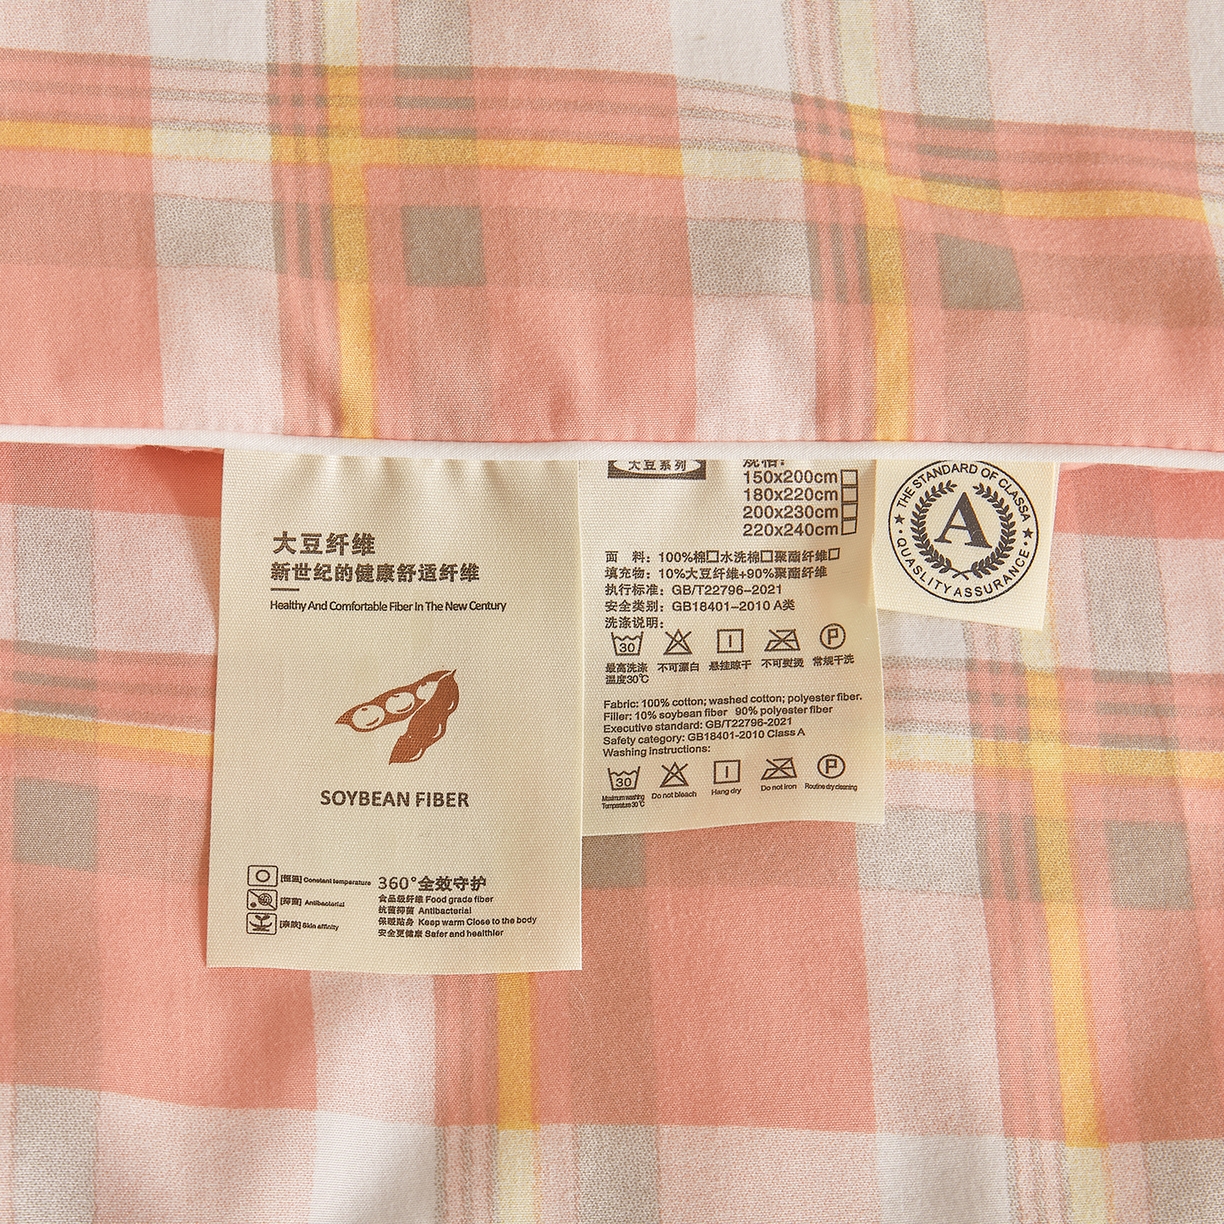 大豆纤维
新世纪的健康舒适纤维
Healthy And Comfortable Fiber In The New Century
SOYBEAN FIBER
[恒温] Constant temperature
[抑菌] Antibacterial
[亲肤] Skin affinity
360°全效守护
食品级纤维 Food grade fiber
抗菌抑菌 Antibacterial
保暖贴身 Keep warm Close to the body
安全更健康 Safer and healthier
大豆系列
规格:
150x200cm
180x220cm
200x230cm
220x240cm
面 料: 100%棉 水洗棉 聚酯纤维
填充物: 10%大豆纤维+90%聚酯纤维
执行标准: GB/T22796-2021
安全类别: GB18401-2010 A类
洗涤说明:
30
P
最高洗涤温度30℃
不可漂白
悬挂晾干
不可熨烫
常规干洗
Fabric: 100% cotton; washed cotton; polyester fiber.
Filler: 10% soybean fiber 90% polyester fiber
Executive standard: GB/T22796-2021
Safety category: GB18401-2010 Class A
Washing Instructions:
30
P
Maximum washing
Temperature 30℃
Do not bleach
Hang dry
Do not iron
Routine dry cleaning
THE STANDARD OF CLASSA
A
QUASLITY ASSURANCE